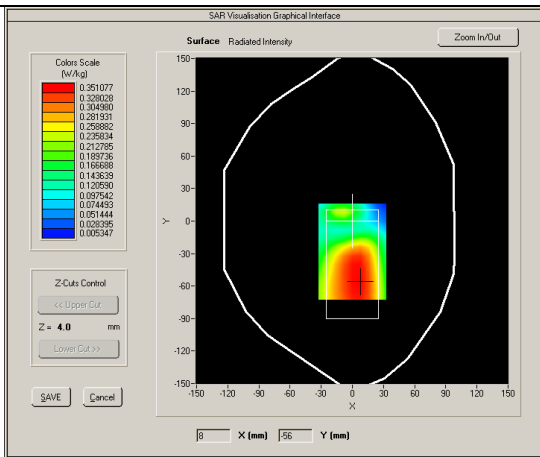 SAR Visualisation Graphical Interface
Surface Radiated Intensity
Zoom In/Out
Colors Scale
(W/kg)
0.351077
0.328028
0.304980
0.281931
0.258882
0.235834
0.212785
0.189736
0.166688
0.143639
0.120590
0.097542
0.074493
0.051444
0.028395
0.005347
Z-Cuts Control
<< Upper Cut
Z = 4.0 mm
Lower Cut >>
SAVE Cancel
150-
120-
90-
60-
30-
0-
-30-
-60-
-90-
-120-
-150-
Y
-150 -120 -90 -60 -30 0 30 60 90 120 150
X
8 X (mm) -56 Y (mm)